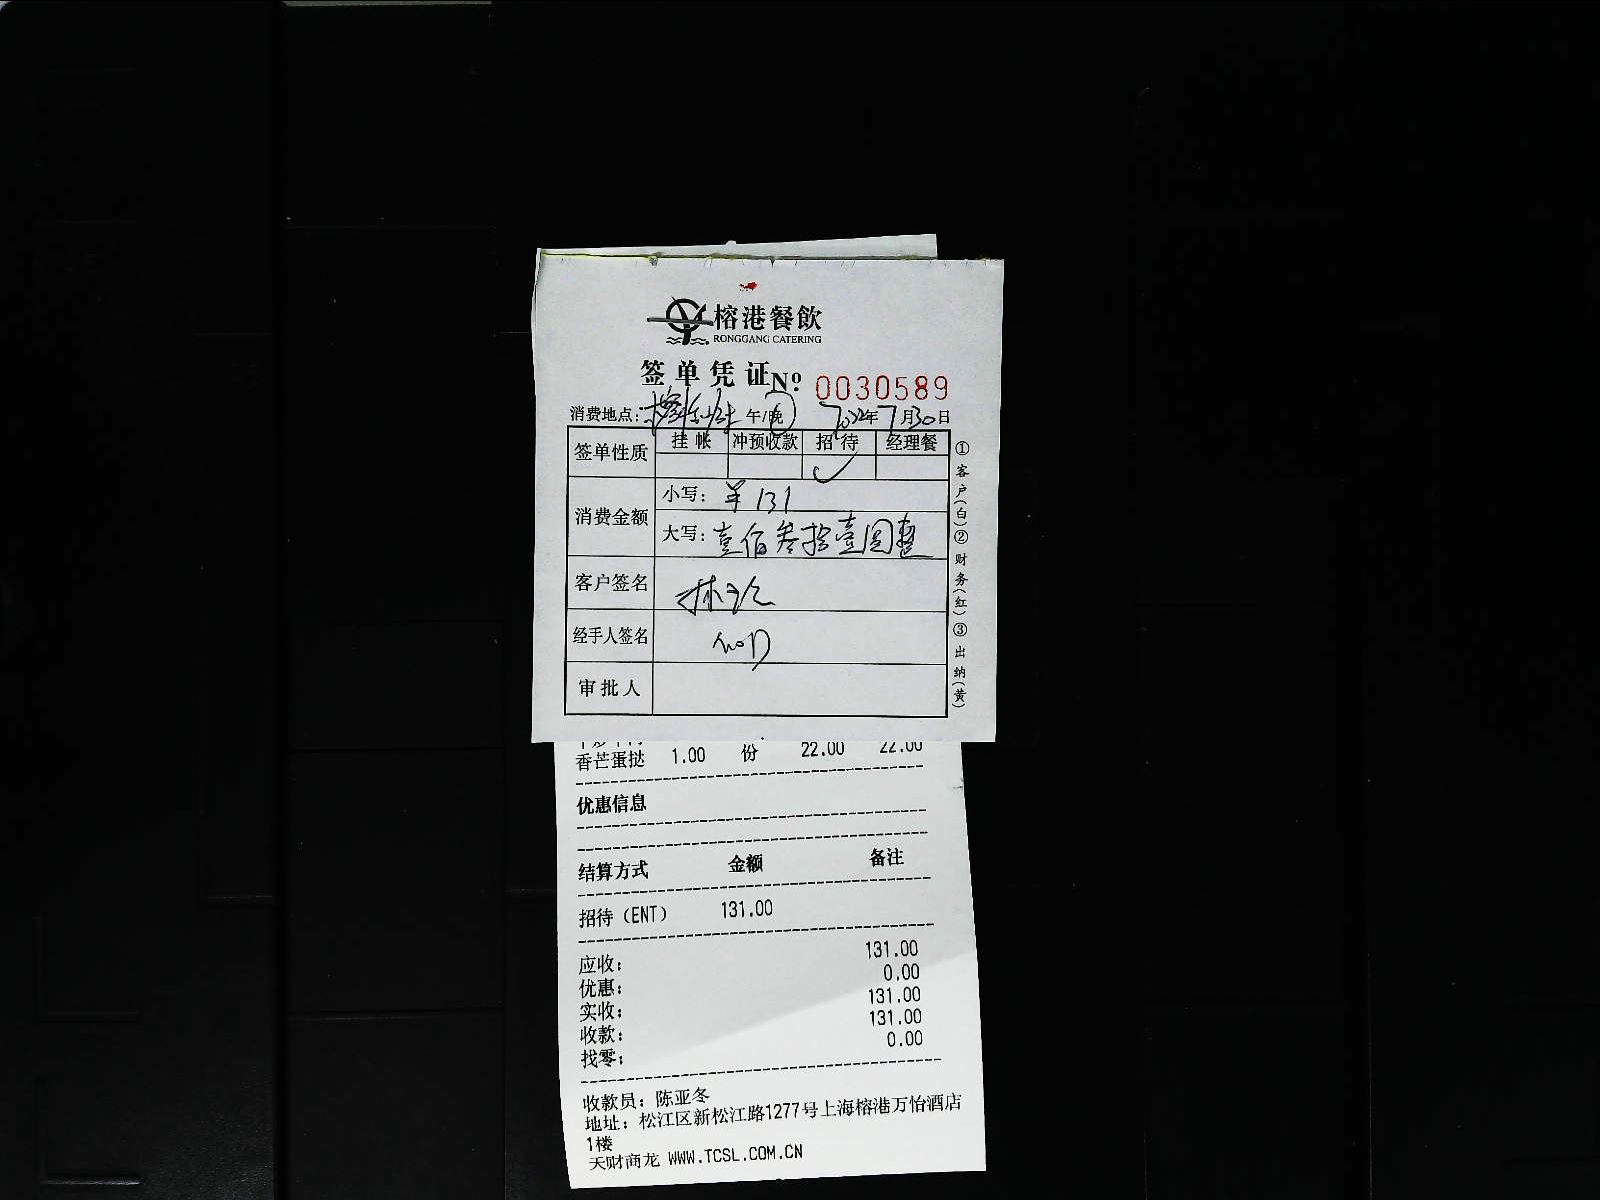 榕港餐飲
RONGGANG CATERING
签单凭证 No 0030589
消费地点: 午/晚 2022年7月30日
签单性质 挂帐 冲预收款 招待 经理餐
消费金额 小写: ¥131
大写: 壹佰叁拾壹圆整
客户签名
经手人签名
审批人
①客户(白)②财务(红)③出纳(黄)
香芒蛋挞 1.00 份 22.00 22.00
优惠信息
结算方式 金额 备注
招待(ENT) 131.00
应收: 131.00
优惠: 0.00
实收: 131.00
收款: 131.00
找零: 0.00
收款员: 陈亚冬
地址: 松江区新松江路1277号上海榕港万怡酒店
1楼
天财商龙 WWW.TCSL.COM.CN